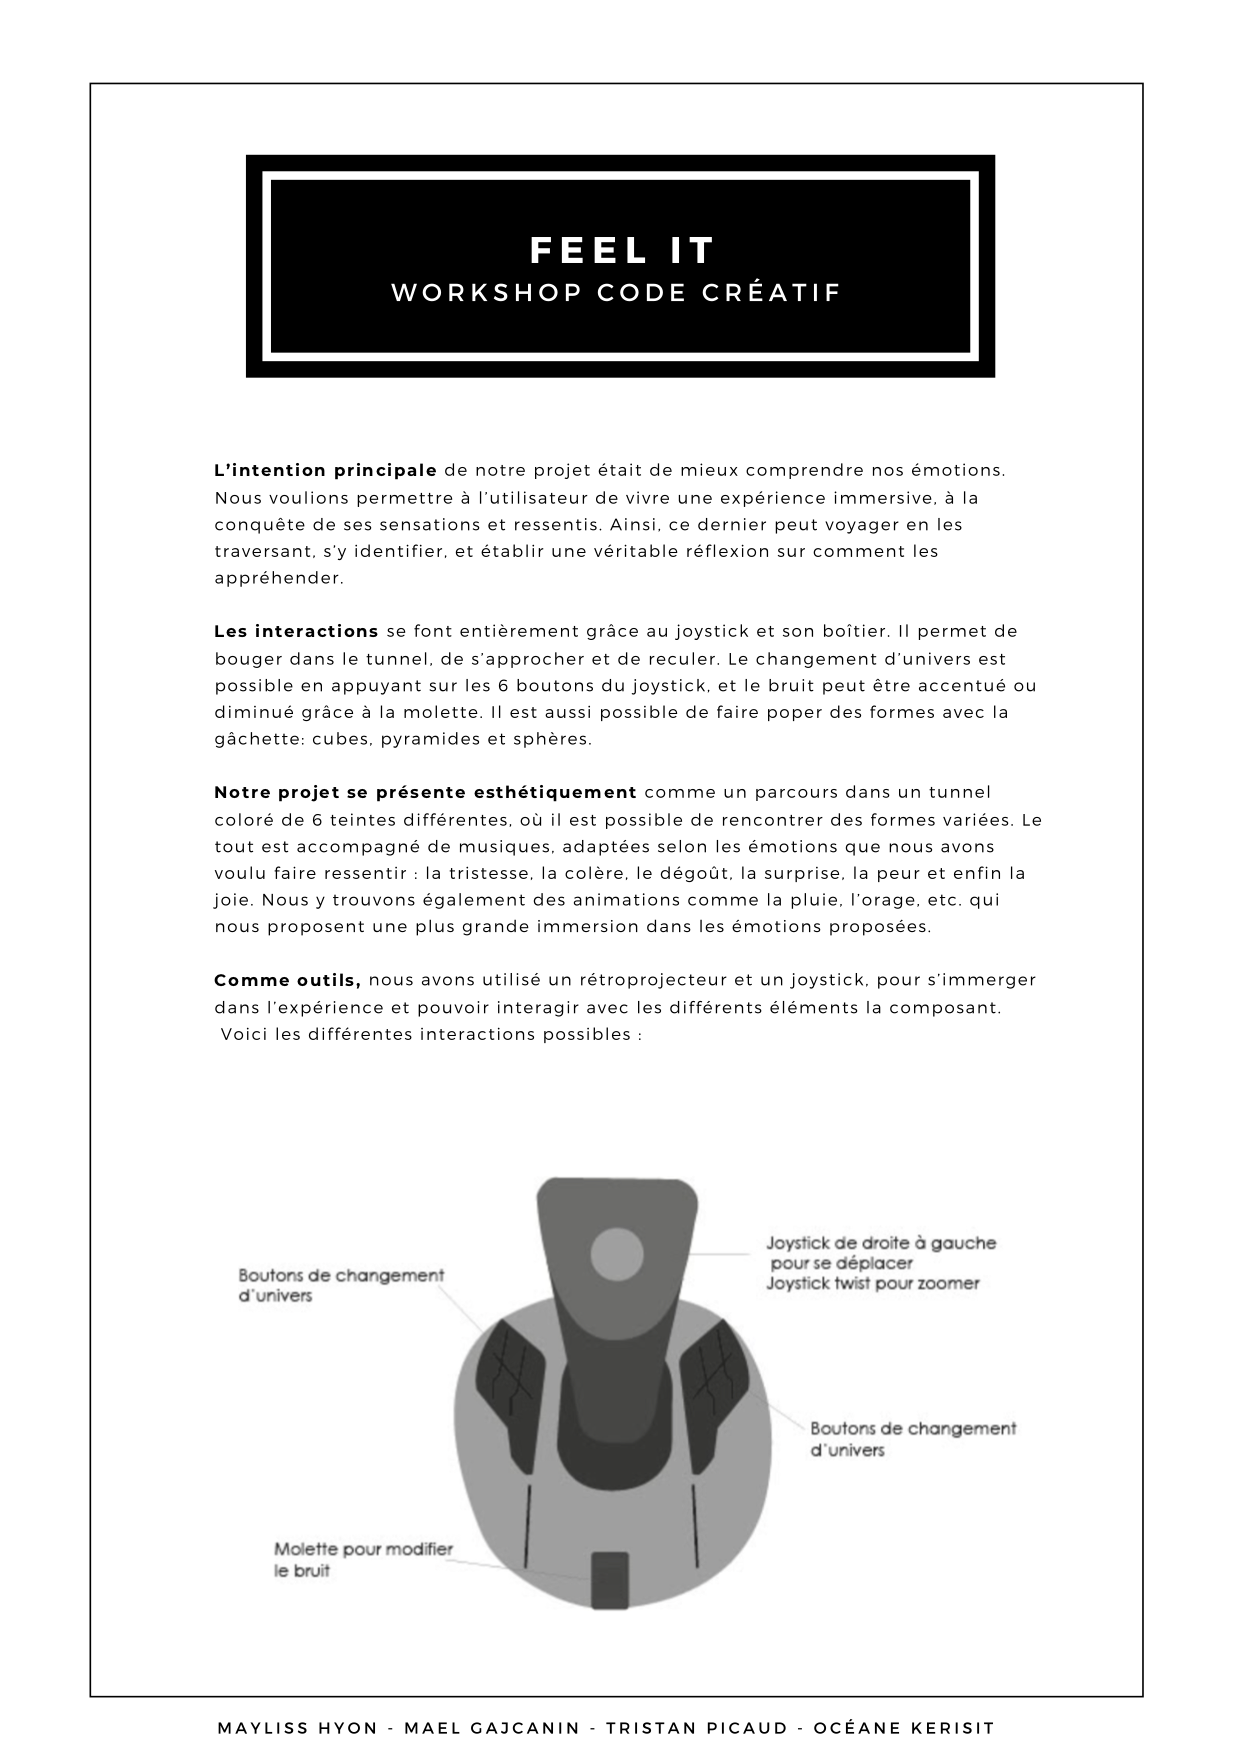 FEEL IT
WORKSHOP CODE CRÉATIF
L’intention principale de notre projet était de mieux comprendre nos émotions.
Nous voulions permettre à l’utilisateur de vivre une expérience immersive, à la
conquête de ses sensations et ressentis. Ainsi, ce dernier peut voyager en les
traversant, s’y identifier, et établir une véritable réflexion sur comment les
appréhender.
Les interactions se font entièrement grâce au joystick et son boîtier. Il permet de
bouger dans le tunnel, de s’approcher et de reculer. Le changement d’univers est
possible en appuyant sur les 6 boutons du joystick, et le bruit peut être accentué ou
diminué grâce à la molette. Il est aussi possible de faire poper des formes avec la
gâchette: cubes, pyramides et sphères.
Notre projet se présente esthétiquement comme un parcours dans un tunnel
coloré de 6 teintes différentes, où il est possible de rencontrer des formes variées. Le
tout est accompagné de musiques, adaptées selon les émotions que nous avons
voulu faire ressentir : la tristesse, la colère, le dégoût, la surprise, la peur et enfin la
joie. Nous y trouvons également des animations comme la pluie, l’orage, etc. qui
nous proposent une plus grande immersion dans les émotions proposées.
Comme outils, nous avons utilisé un rétroprojecteur et un joystick, pour s’immerger
dans l’expérience et pouvoir interagir avec les différents éléments la composant.
Voici les différentes interactions possibles :
Joystick de droite à gauche
pour se déplacer
Joystick twist pour zoomer
Boutons de changement
d'univers
Boutons de changement
d'univers
Molette pour modifier
le bruit
MAYLISS HYON - MAEL GAJCANIN - TRISTAN PICAUD - OCÉANE KERISIT